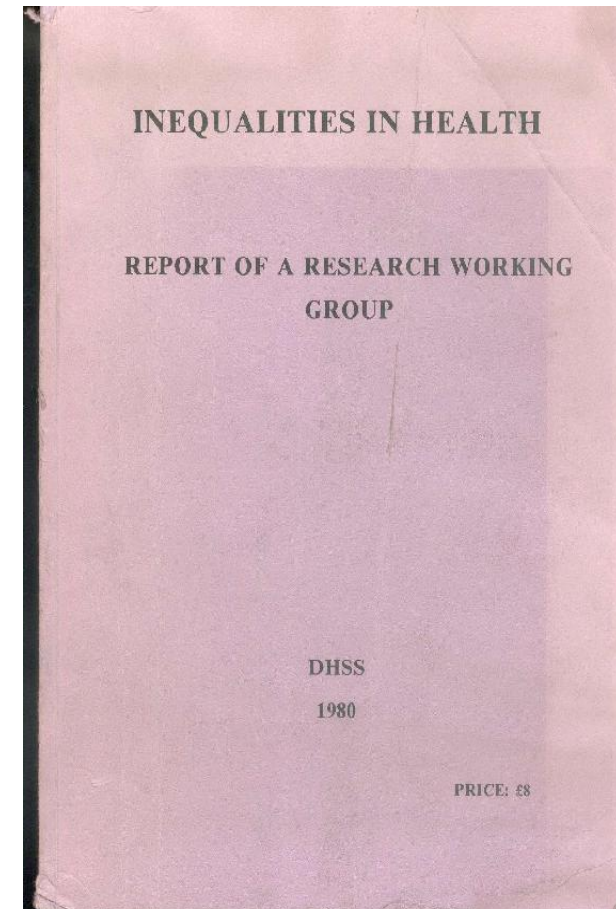 INEQUALITIES IN HEALTH
REPORT OF A RESEARCH WORKING
GROUP
DHSS
1980
PRICE: £8